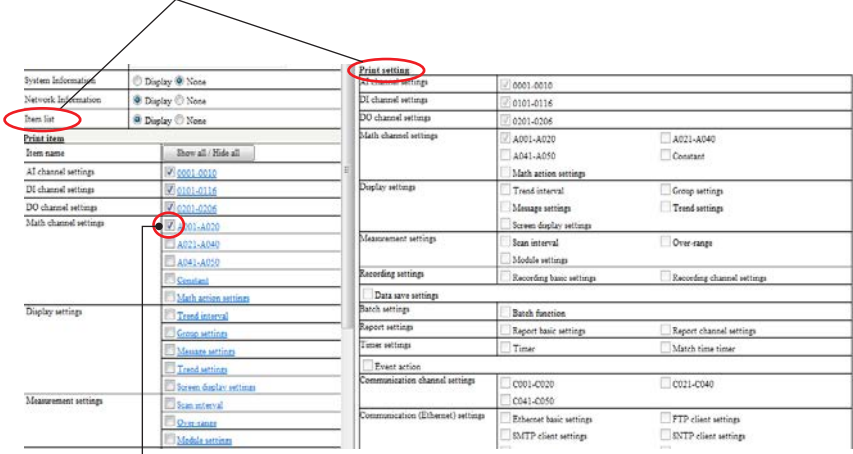 System Information Display None
Network Information Display None
Item list Display None
Print item
Item name Show all / Hide all
AI channel settings 0001-0010
DI channel settings 0101-0116
DO channel settings 0201-0206
Math channel settings A001-A020
A021-A040
A041-A050
Constant
Math action settings
Display settings Trend interval
Group settings
Message settings
Trend settings
Screen display settings
Measurement settings Scan interval
Over-range
Module settings
Print setting
AI channel settings 0001-0010
DI channel settings 0101-0116
DO channel settings 0201-0206
Math channel settings A001-A020 A021-A040
A041-A050 Constant
Math action settings
Display settings Trend interval Group settings
Message settings Trend settings
Screen display settings
Measurement settings Scan interval Over-range
Module settings
Recording settings Recording basic settings Recording channel settings
Data save settings
Batch settings Batch function
Report settings Report basic settings Report channel settings
Timer settings Timer Match time timer
Event action
Communication channel settings C001-C020 C021-C040
C041-C050
Communication (Ethernet) settings Ethernet basic settings FTP client settings
SMTP client settings SNTP client settings